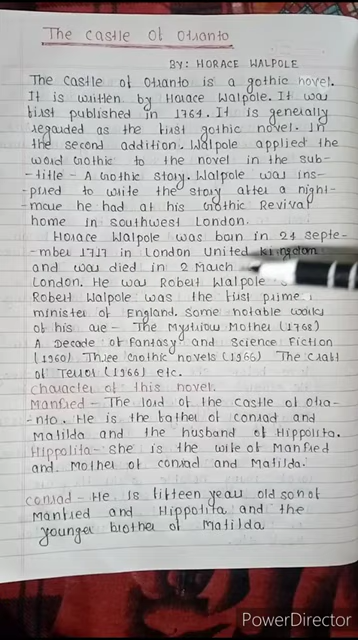 The Castle of Otranto
BY: HORACE WALPOLE
The Castle of Otranto is a gothic novel.
It is written by Horace Walpole. It was
first published in 1764. It is generally
regarded as the first gothic novel. In
the second addition. Walpole applied the
word Gothic to the novel in the sub-
-title - A Gothic story. Walpole was ins-
-pired to write the story after a night-
-mare he had at his Gothic Revival
home in Southwest London.
Horace Walpole was born in 24 septe-
-mber 1717 in London United kingdom
and was died in 2 March
London. He was Robert Walpole
Robert Walpole was the first prime
minister of England. Some notable works
of his are - The Mystriow Mother (1768)
A Decade of Fantasy and Science Fiction
(1960) Three Gothic novels (1966) The Craft
of Terror (1966) etc.
Character of this novel.
Manfred - The lord of the castle of Otra-
-nto. He is the father of conrad and
Matilda and the husband of Hippolita.
Hippolita - she is the wife of Manfred
and Mother of conrad and Matilda.
conrad - He is fifteen year old son of
Manfred and Hippolita and the
younger brother of Matilda.
PowerDirector